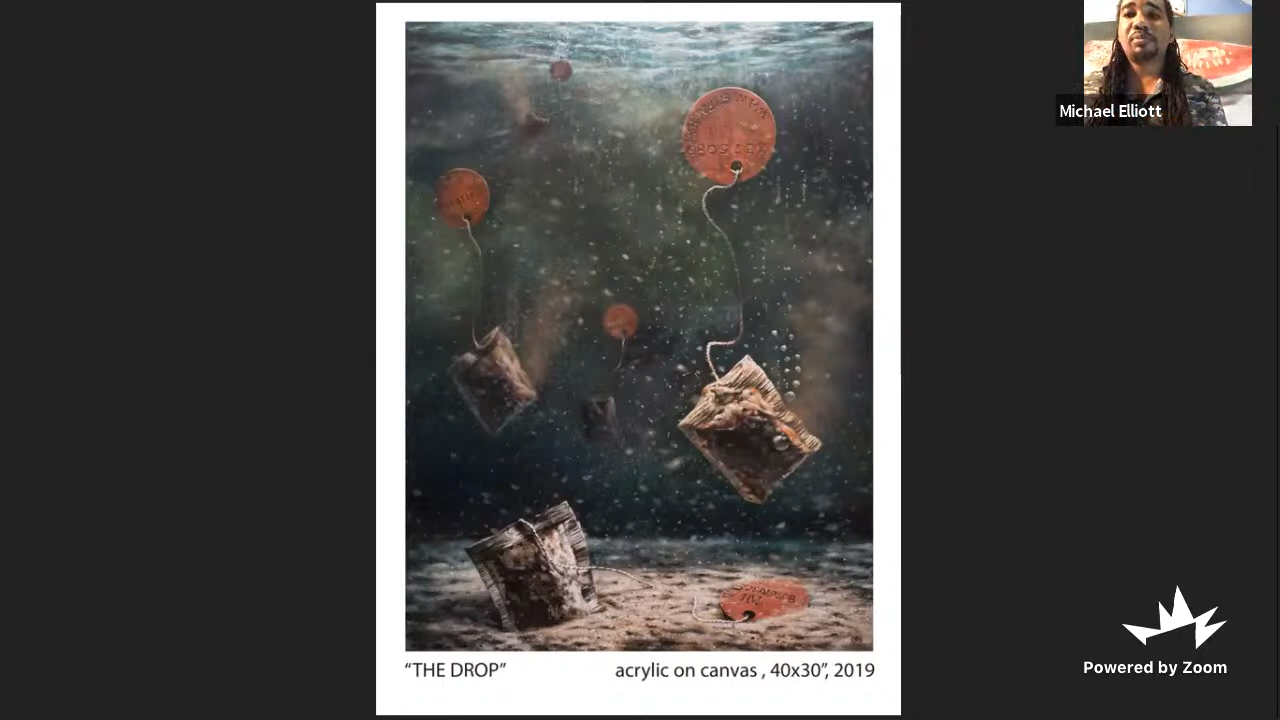 Michael Elliott
“THE DROP” acrylic on canvas , 40x30”, 2019
Powered by Zoom